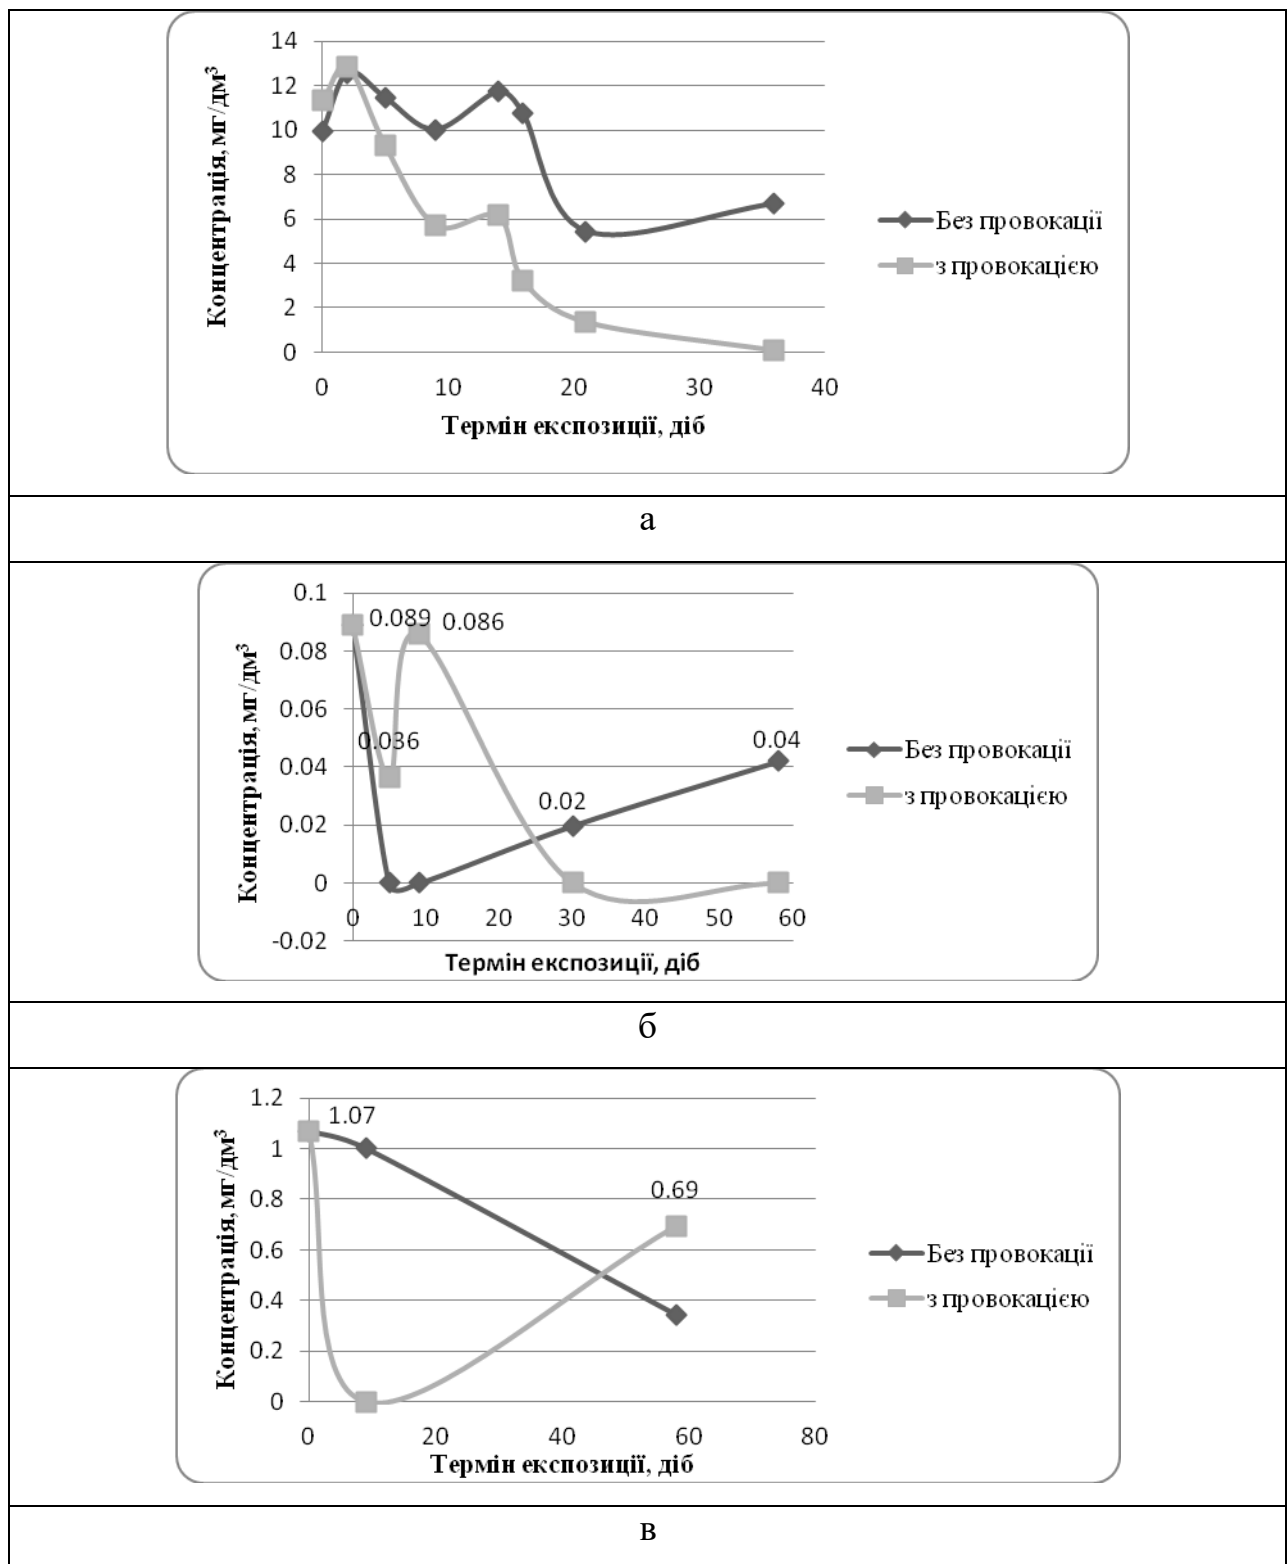 14
12
10
8
6
4
2
0
Концентрація, мг/дм³
0 10 20 30 40
Термін експозиції, діб
Без провокації
з провокацією
а
0.1
0.08
0.06
0.04
0.02
0
-0.02
Концентрація, мг/дм³
0.089
0.086
0.036
0.02
0.04
0 10 20 30 40 50 60
Термін експозиції, діб
Без провокації
з провокацією
б
1.2
1
0.8
0.6
0.4
0.2
0
Концентрація, мг/дм³
1.07
0.69
0 20 40 60 80
Термін експозиції, діб
Без провокації
з провокацією
в